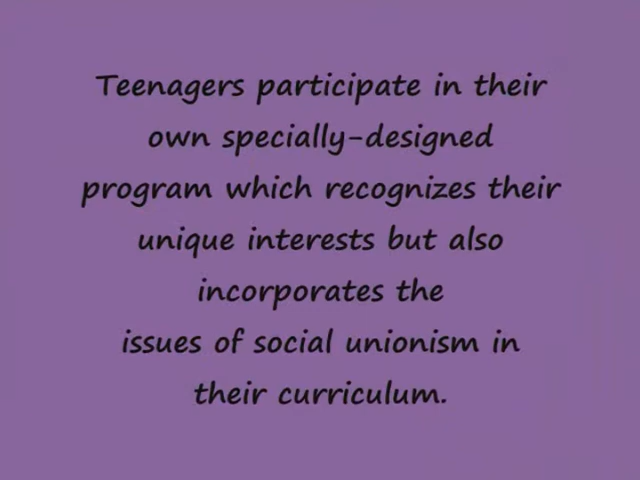 Teenagers participate in their
own specially-designed
program which recognizes their
unique interests but also
incorporates the
issues of social unionism in
their curriculum.